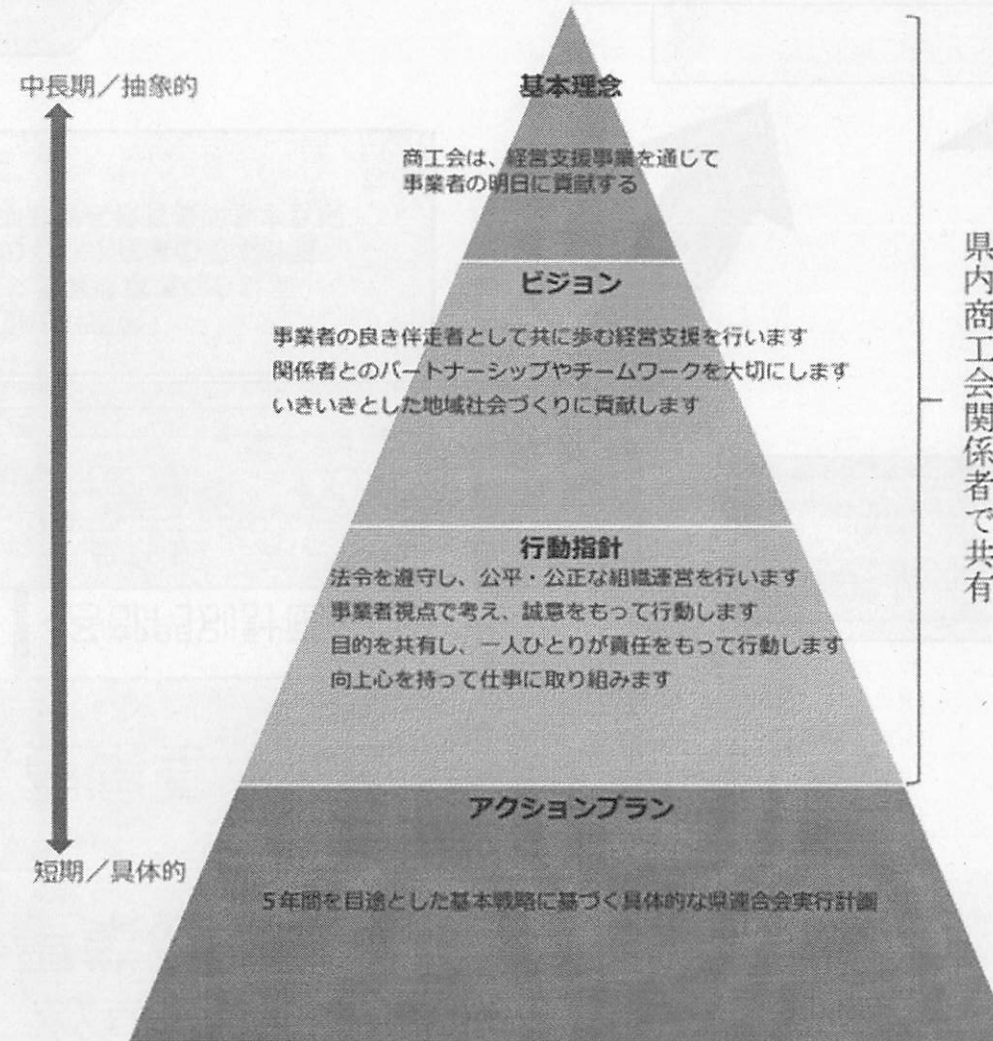 中長期／抽象的
基本理念
商工会は、経営支援事業を通じて
事業者の明日に貢献する
ビジョン
事業者の良き伴走者として共に歩む経営支援を行います
関係者とのパートナーシップやチームワークを大切にします
いきいきとした地域社会づくりに貢献します
行動指針
法令を遵守し、公平・公正な組織運営を行います
事業者視点で考え、誠意をもって行動します
目的を共有し、一人ひとりが責任をもって行動します
向上心を持って仕事に取り組みます
アクションプラン
短期／具体的
5年間を目途とした基本戦略に基づく具体的な県連合会実行計画
県内商工会関係者で共有